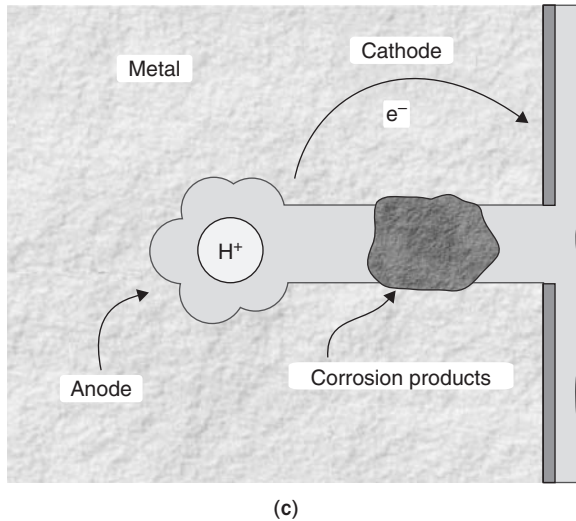 Cathode
Metal
e⁻
H⁺
Anode
Corrosion products
(c)